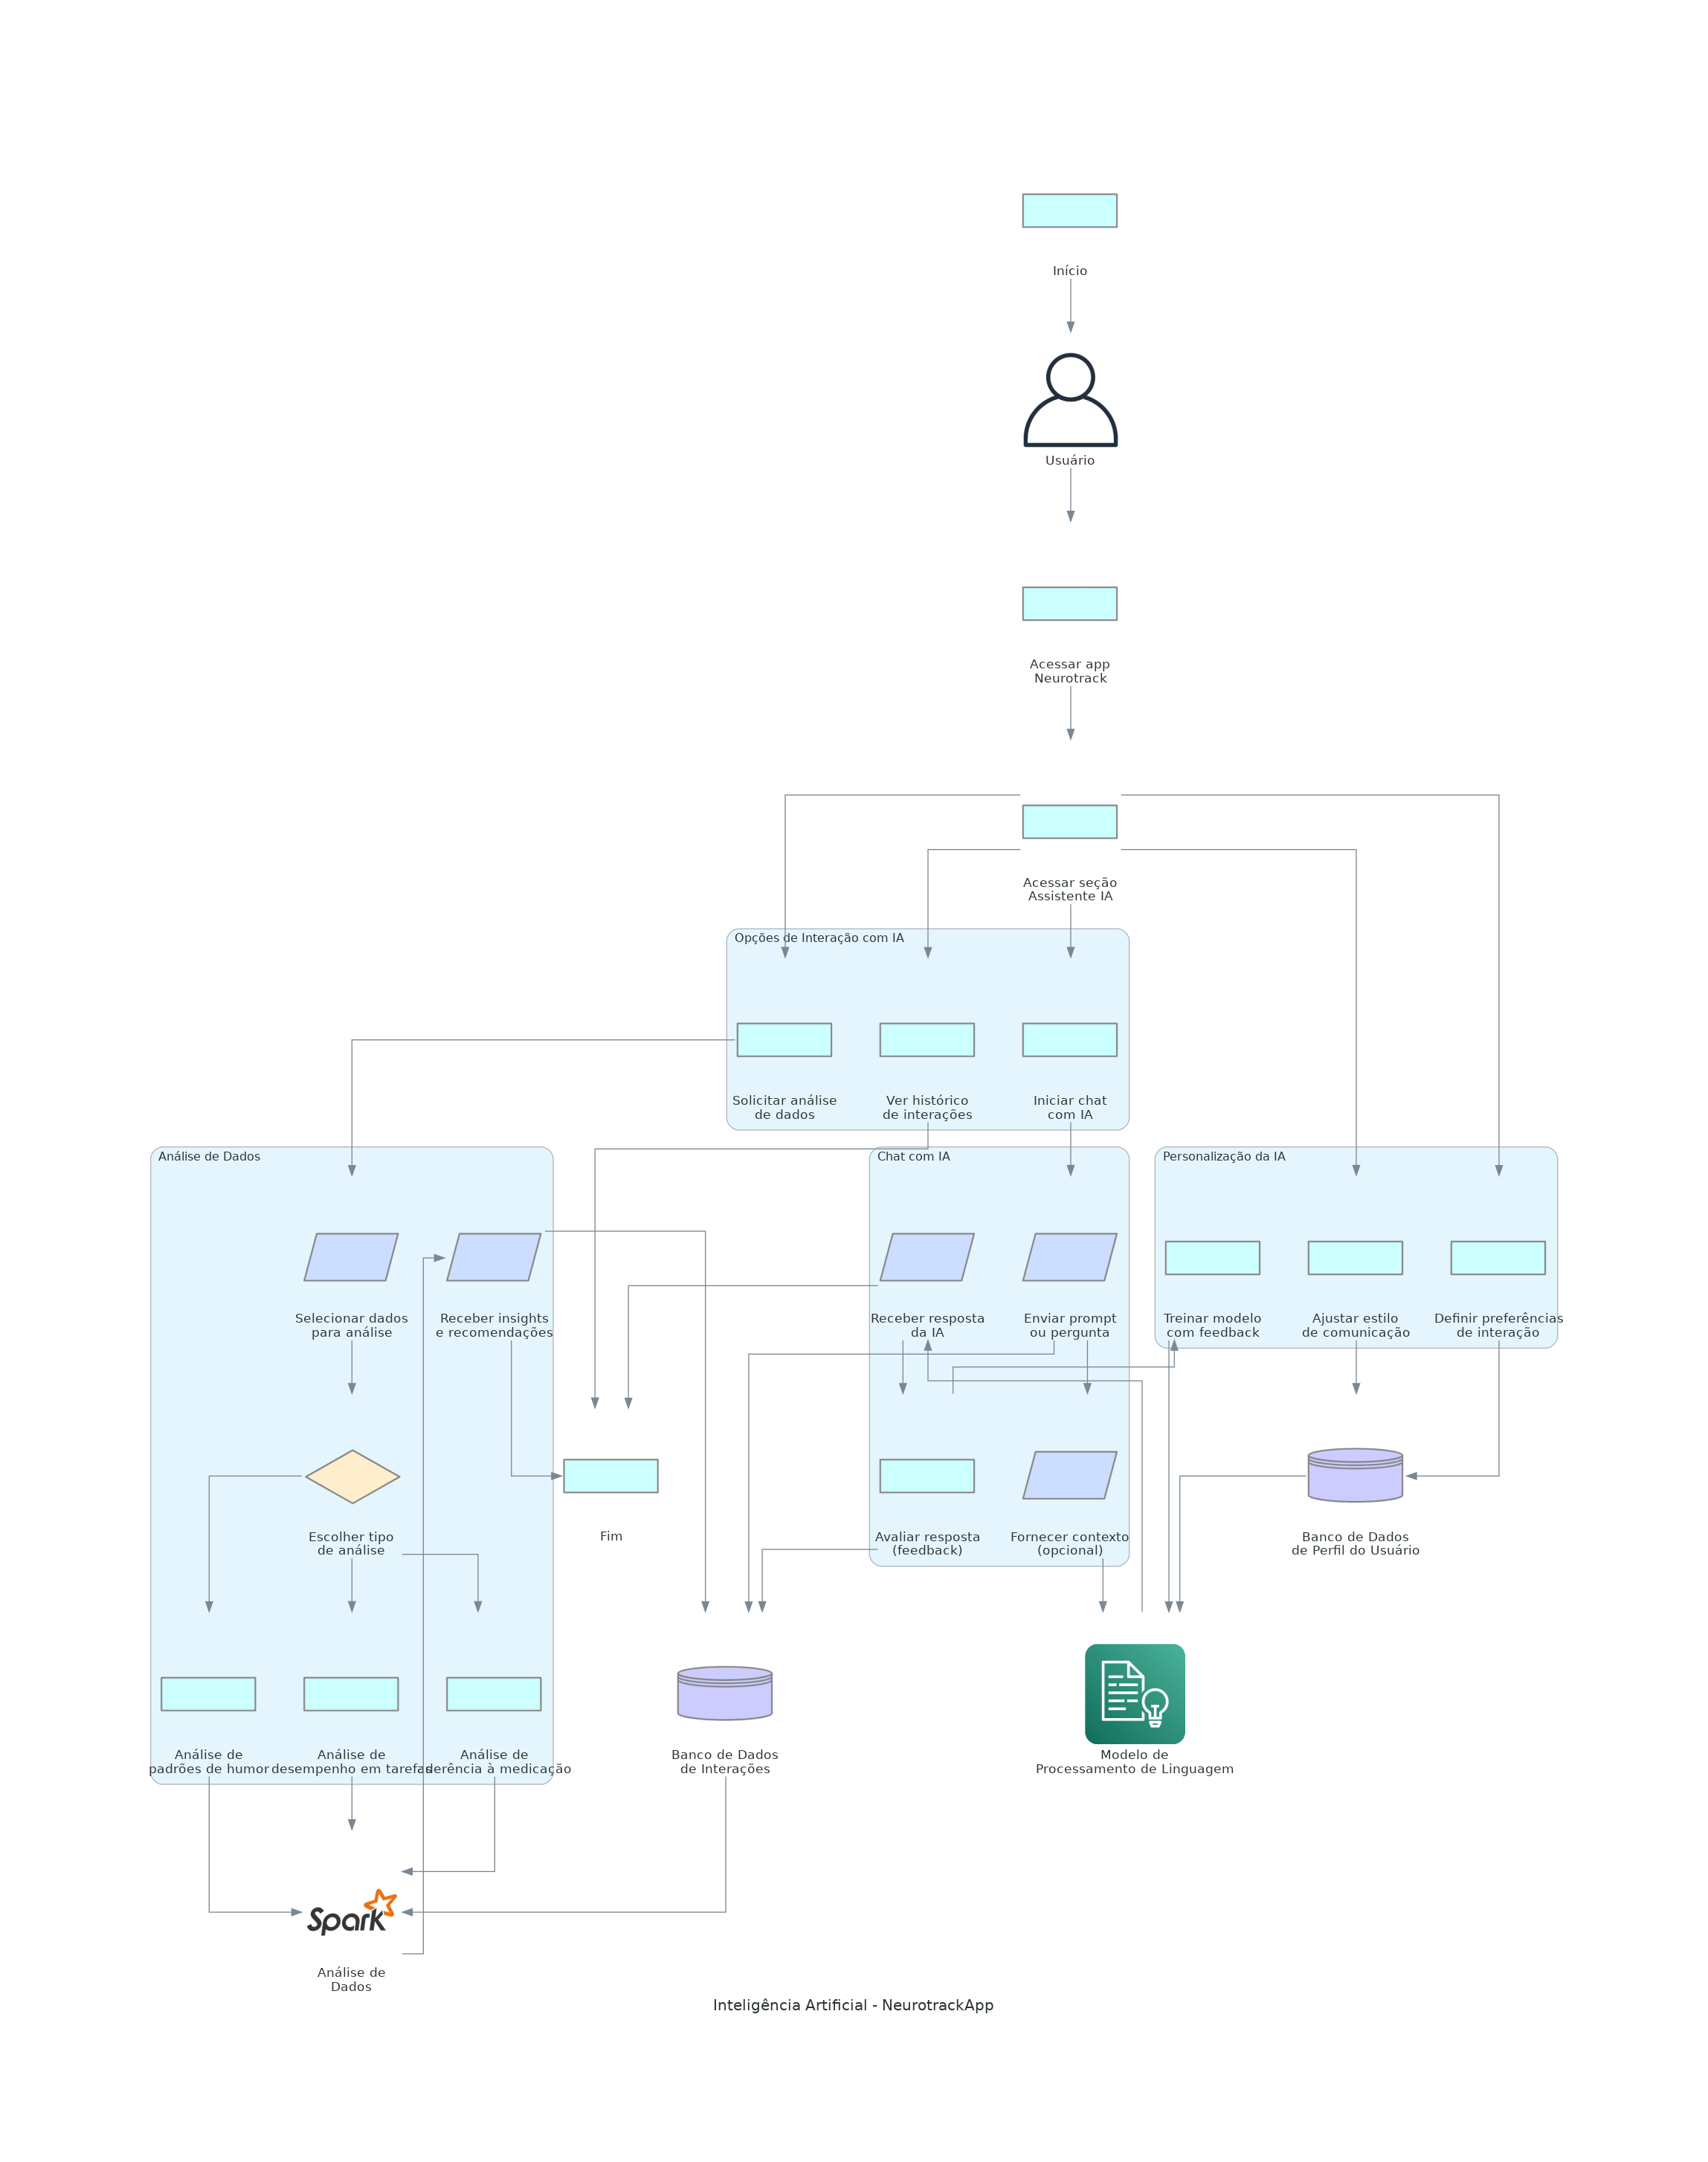 Início
Usuário
Acessar app
Neurotrack
Acessar seção
Assistente IA
Opções de Interação com IA
Solicitar análise
de dados
Ver histórico
de interações
Iniciar chat
com IA
Análise de Dados
Chat com IA
Personalização da IA
Selecionar dados
para análise
Receber insights
e recomendações
Receber resposta
da IA
Enviar prompt
ou pergunta
Treinar modelo
com feedback
Ajustar estilo
de comunicação
Definir preferências
de interação
Escolher tipo
de análise
Fim
Avaliar resposta
(feedback)
Fornecer contexto
(opcional)
Banco de Dados
de Perfil do Usuário
Análise de
padrões de humor
Análise de
desempenho em tarefas
Análise de
à medicação
Banco de Dados
de Interações
Modelo de
Processamento de Linguagem
Spark
Análise de
Dados
Inteligência Artificial - NeurotrackApp